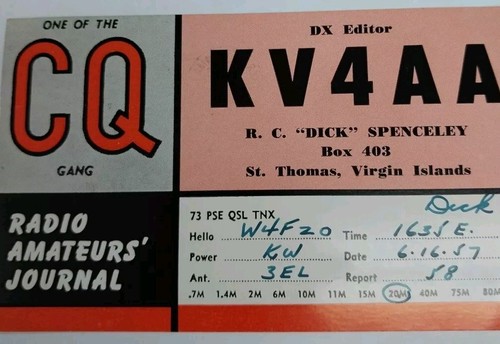 ONE OF THE
CQ
GANG
RADIO
AMATEURS'
JOURNAL
DX Editor
KV4AA
R. C. "DICK" SPENCELEY
Box 403
St. Thomas, Virgin Islands
Dick
73 PSE QSL TNX
Hello W4FZO Time 1635 E.
Power KW Date 6.16.57
Ant. 3EL Report 58
.7M 1.4M 2M 6M 10M 11M 15M 20M 40M 75M 80M